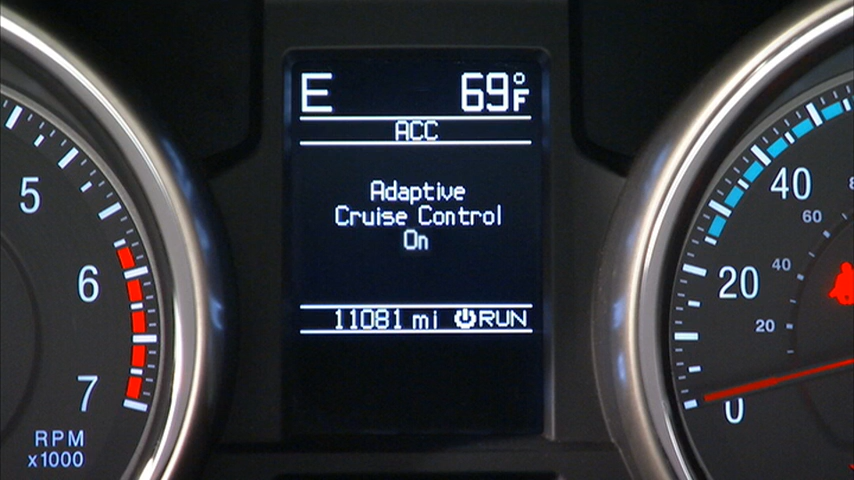 E 69°F
ACC
Adaptive
Cruise Control
On
11081 mi RUN
5
6
7
RPM
x1000
40
60
20
40
20
0